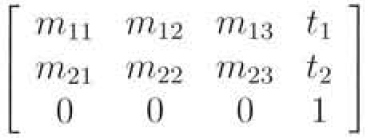 m₁₁ m₁₂ m₁₃ t₁
m₂₁ m₂₂ m₂₃ t₂
0 0 0 1